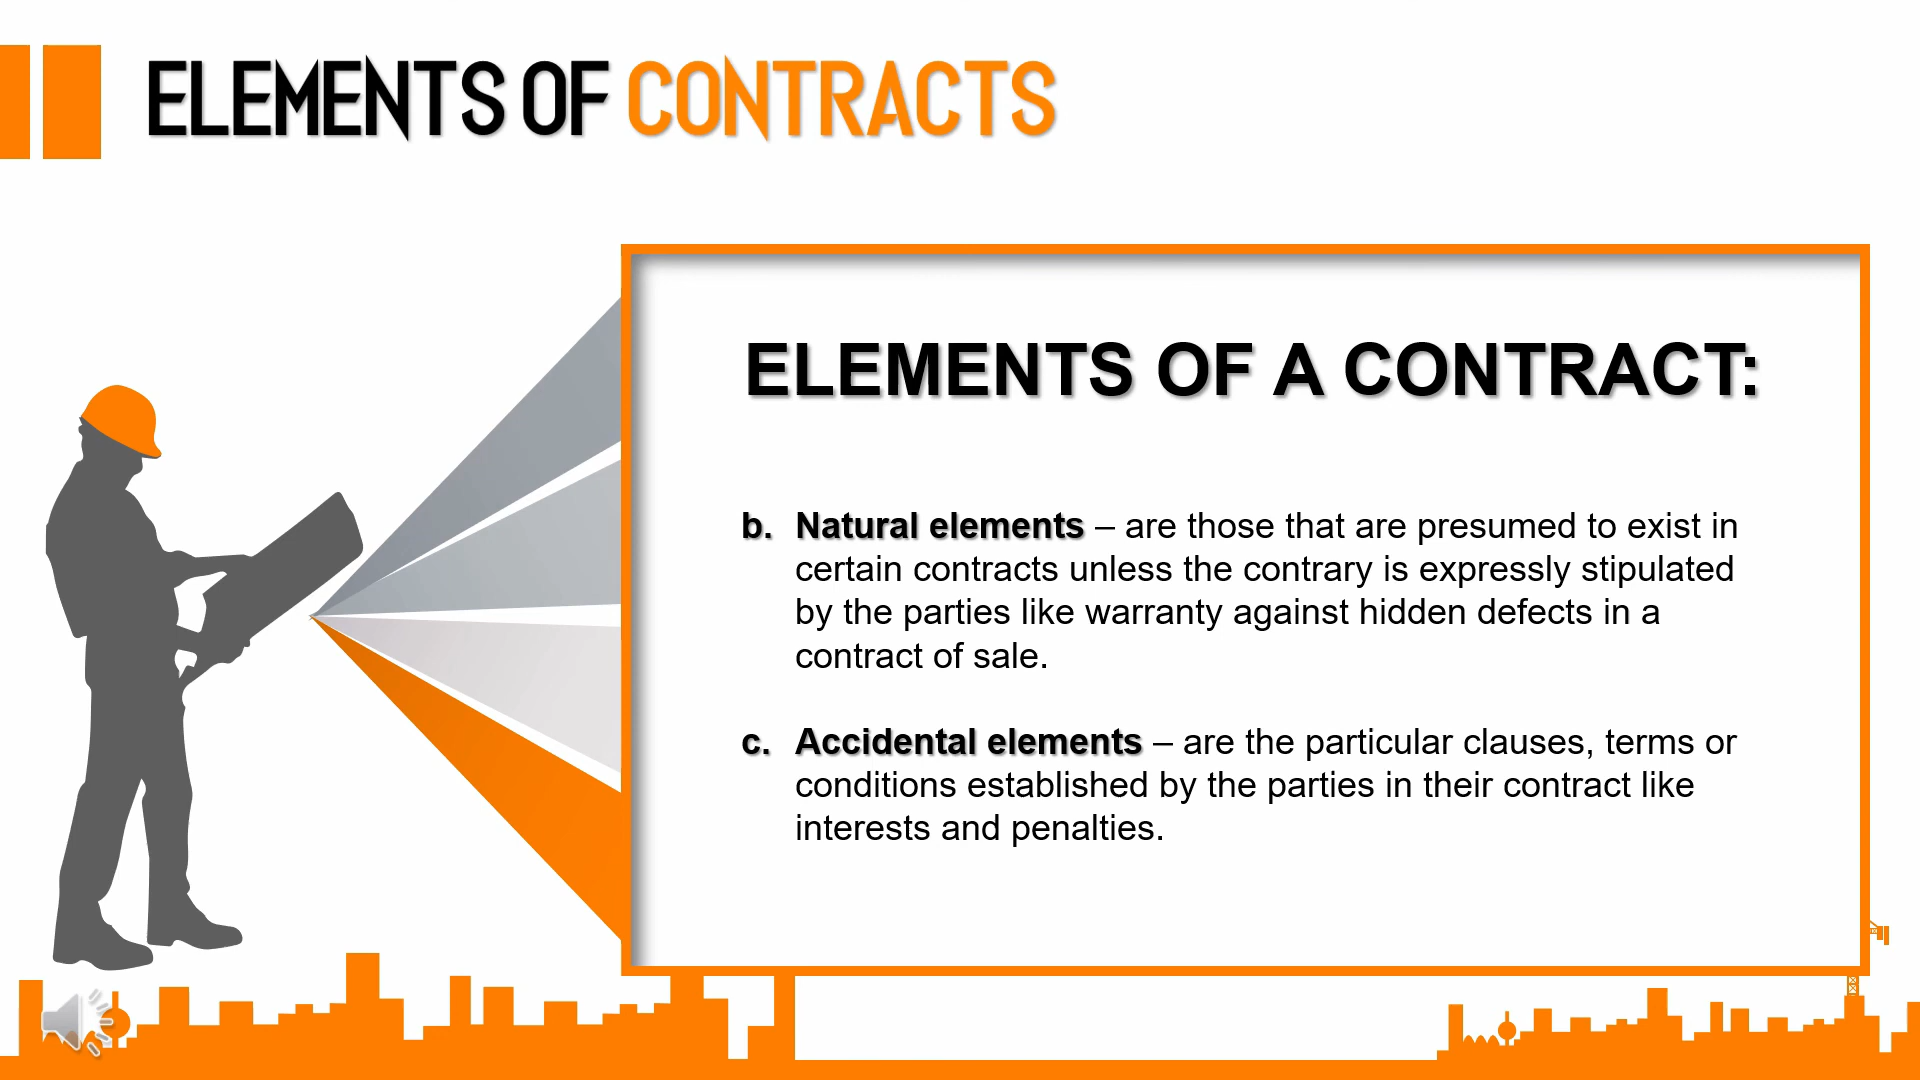 ELEMENTS OF CONTRACTS
ELEMENTS OF A CONTRACT:
b. Natural elements – are those that are presumed to exist in
certain contracts unless the contrary is expressly stipulated
by the parties like warranty against hidden defects in a
contract of sale.
c. Accidental elements – are the particular clauses, terms or
conditions established by the parties in their contract like
interests and penalties.